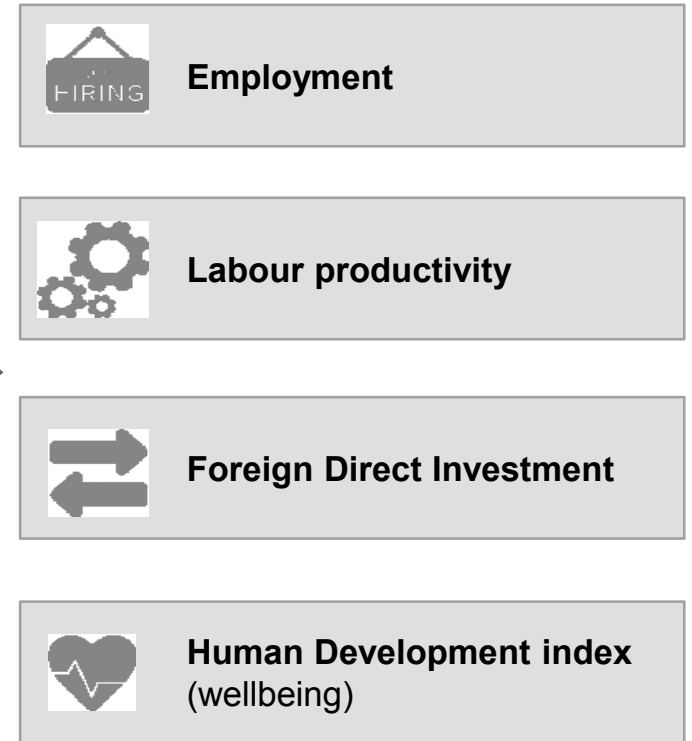 HIRING
Employment
Labour productivity
Foreign Direct Investment
Human Development index
(wellbeing)